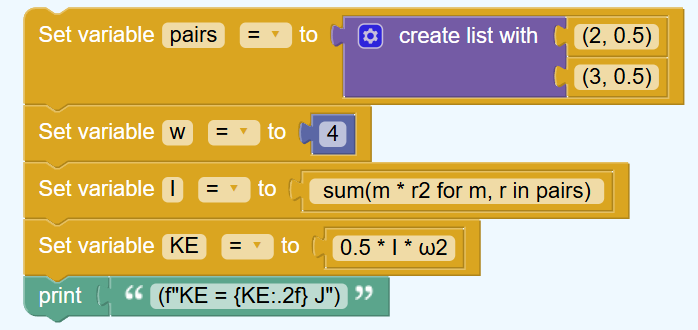 Set variable pairs = to create list with (2, 0.5)
(3, 0.5)
Set variable w = to 4
Set variable I = to sum(m * r2 for m, r in pairs)
Set variable KE = to 0.5 * I * ω2
print “ (f"KE = {KE:.2f} J") ”